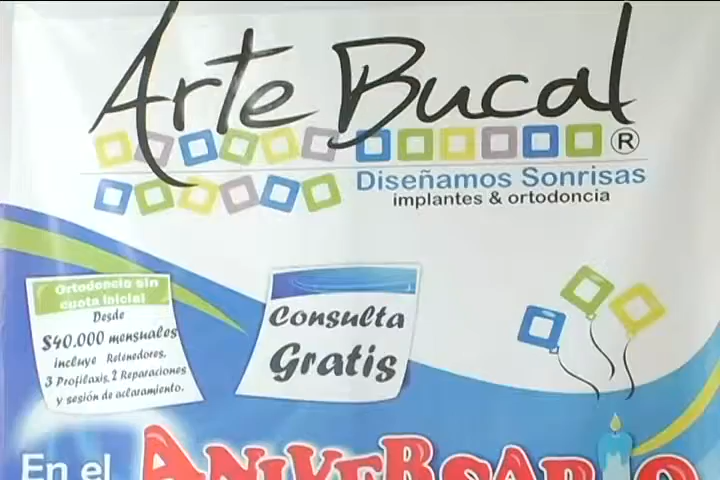 Arte Bucal ®
Diseñamos Sonrisas
implantes & ortodoncia
Ortodoncia sin
cuota inicial
Desde
$40.000 mensuales
incluye Retenedores,
3 Profilaxis, 2 Reparaciones
y sesión de aclaramiento.
Consulta
Gratis
En el ANIVERSARIO